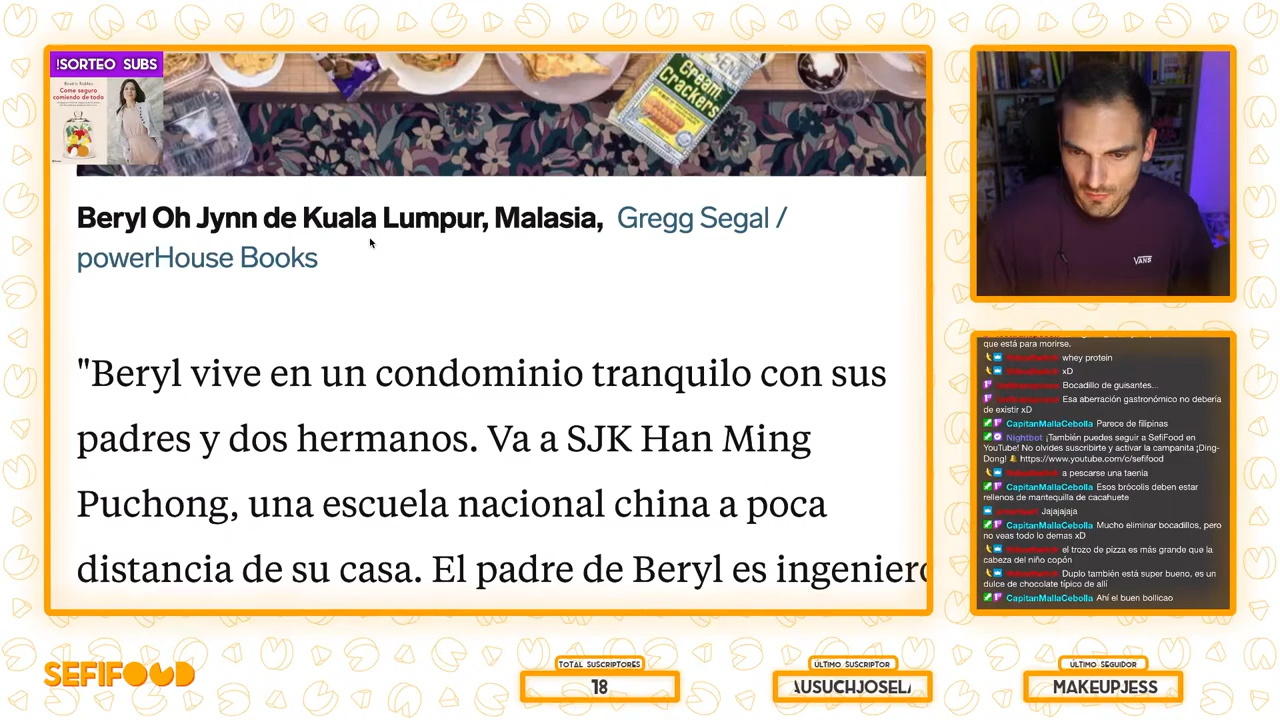 !SORTEO SUBS
Beatriz Robles
Como seguro
comiendo de todo
Cream
Crackers
Beryl Oh Jynn de Kuala Lumpur, Malasia, Gregg Segal /
powerHouse Books
"Beryl vive en un condominio tranquilo con sus
padres y dos hermanos. Va a SJK Han Ming
Puchong, una escuela nacional china a poca
distancia de su casa. El padre de Beryl es ingeniero
VANS
que está para morirse.
whey protein
xD
Bocadillo de guisantes...
Esa aberración gastronómico no debería
de existir xD
CapitanMallaCebolla Parece de filipinas
Nightbot ¡También puedes seguir a SefiFood en
YouTube! No olvides suscribirte y activar la campanita ¡Ding-
Dong! https://www.youtube.com/c/sefifood
a pescarse una taenia
CapitanMallaCebolla Esos brócolis deben estar
rellenos de mantequilla de cacahuete
Jajajajaja
CapitanMallaCebolla Mucho eliminar bocadillos, pero
no veas todo lo demas xD
el trozo de pizza es más grande que la
cabeza del niño copón
Duplo también está super bueno, es un
dulce de chocolate típico de allí
CapitanMallaCebolla Ahí el buen bollicao
SEFIFOOD
TOTAL SUSCRIPTORES
18
ÚLTIMO SUSCRIPTOR
AUSUCHJOSELA
ÚLTIMO SEGUIDOR
MAKEUPJESS